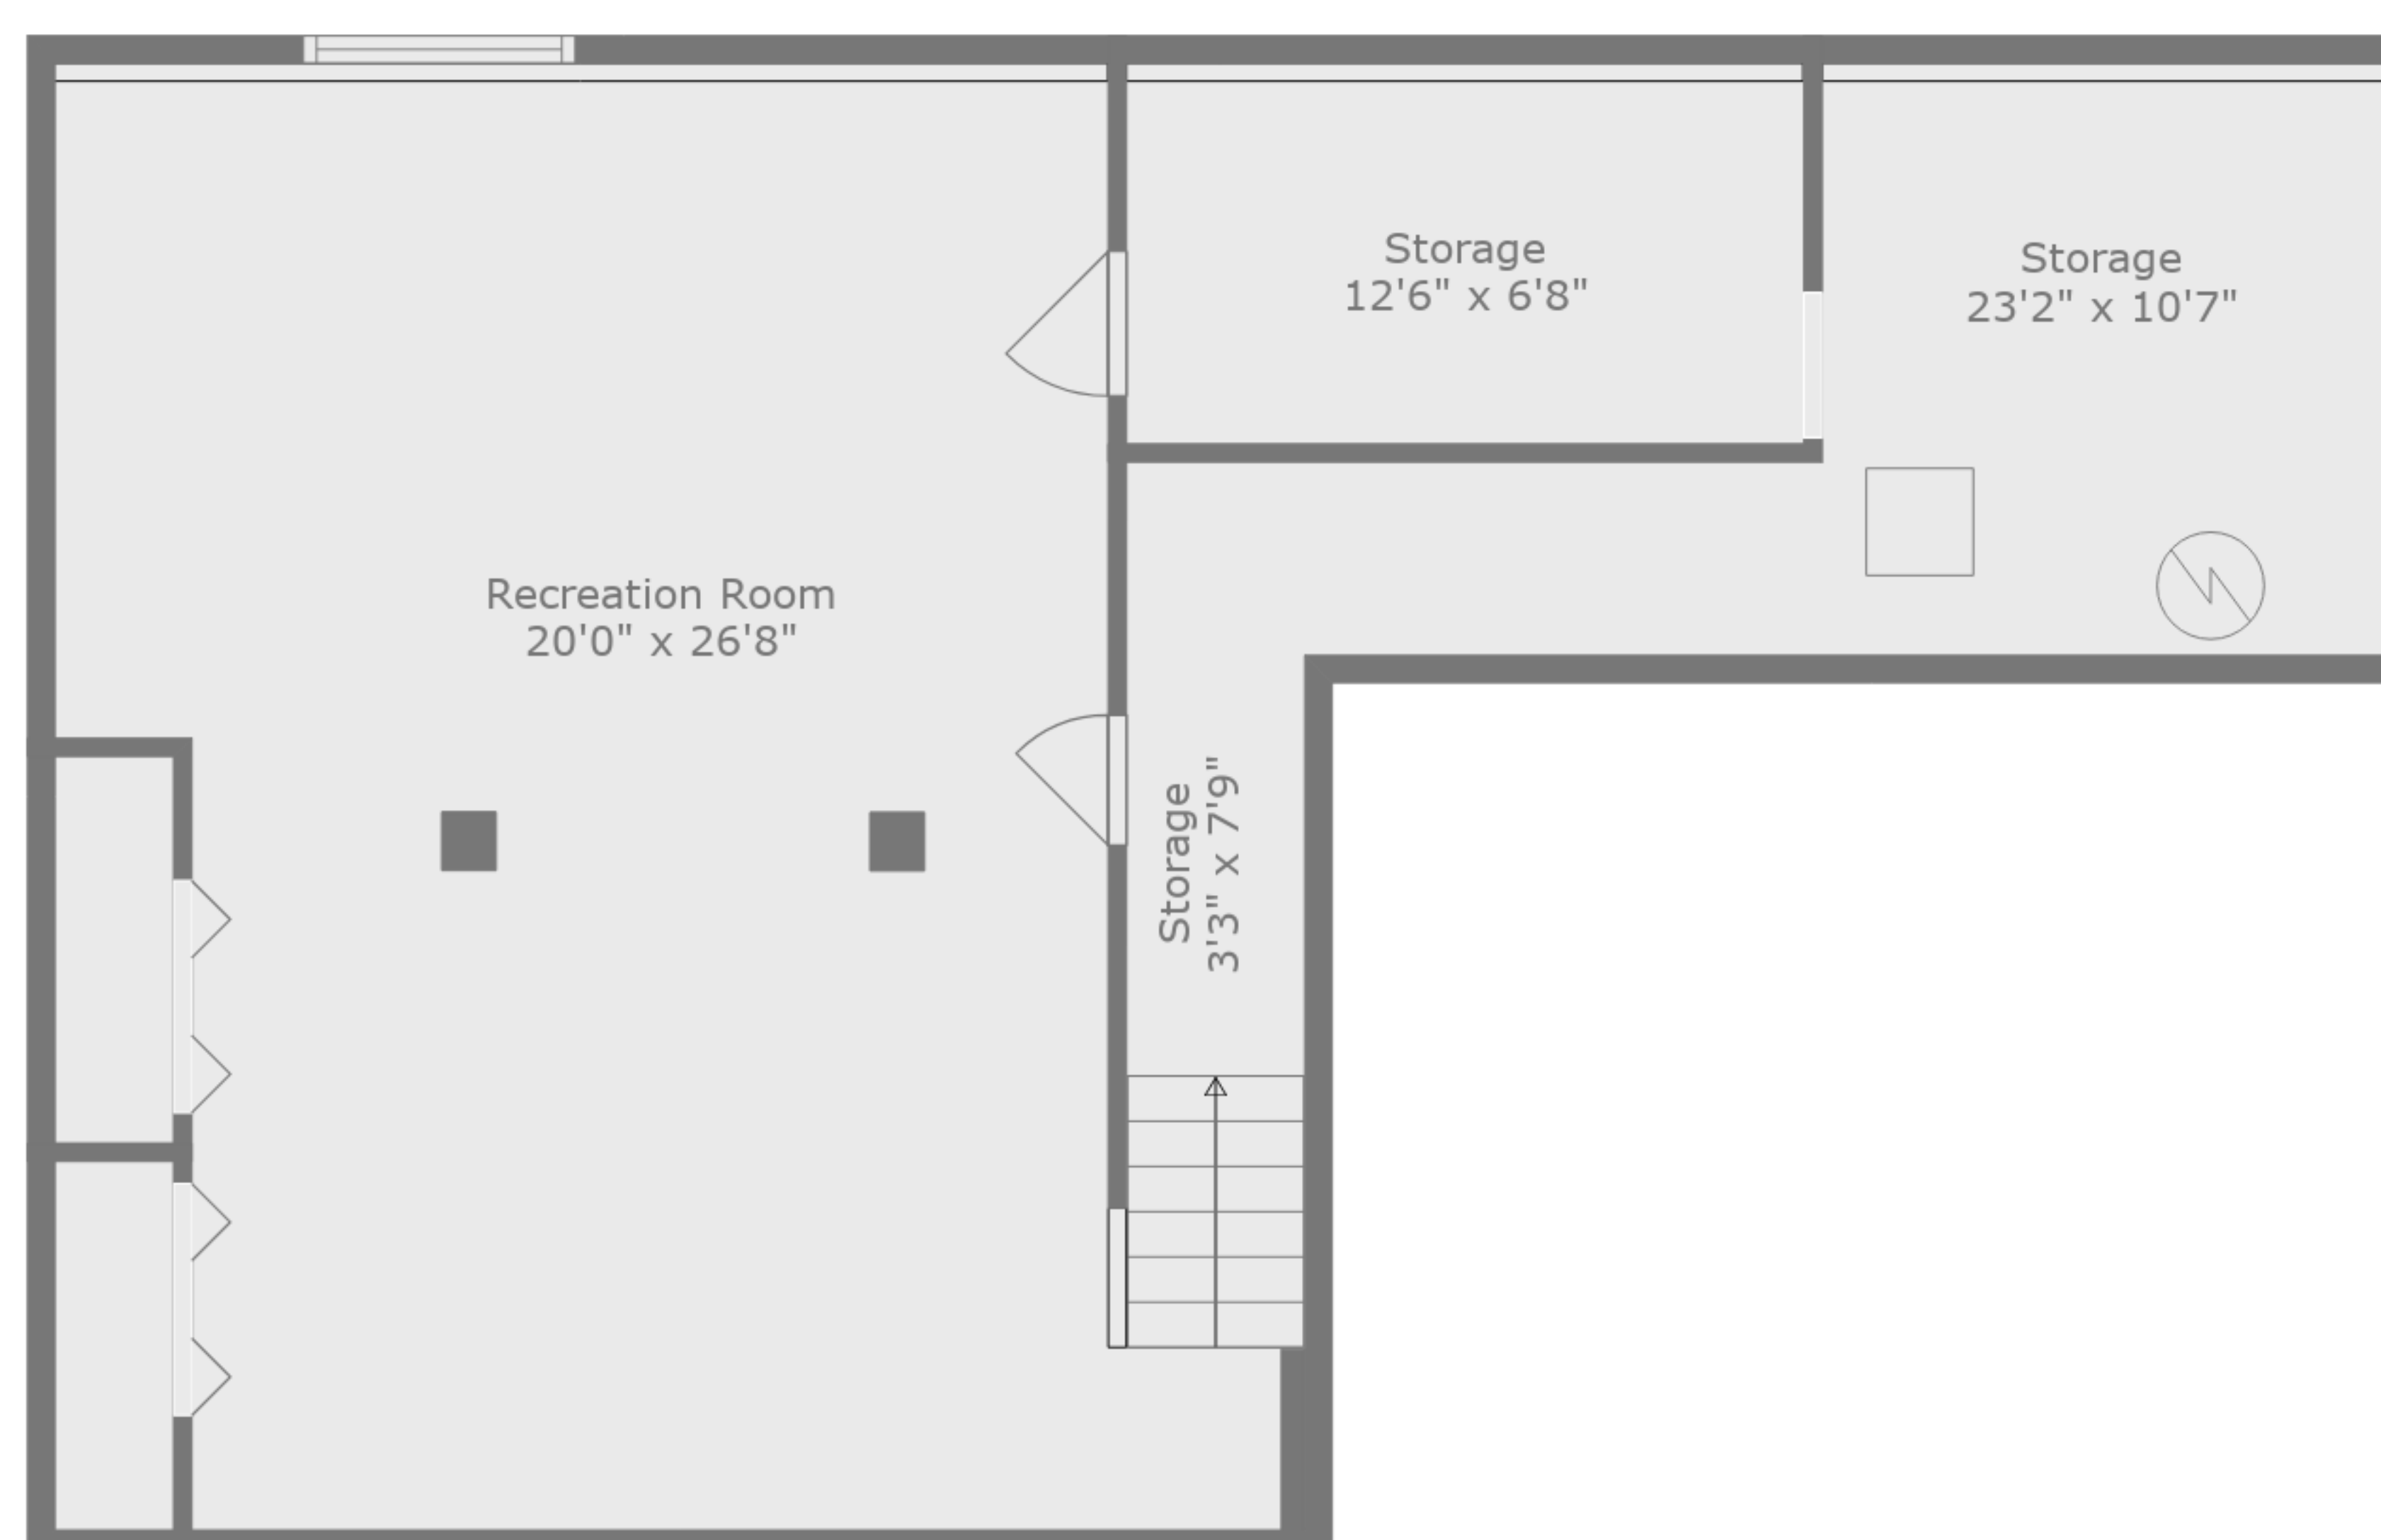 Storage
12'6" x 6'8"
Storage
23'2" x 10'7"
Recreation Room
20'0" x 26'8"
Storage
3'3" x 7'9"